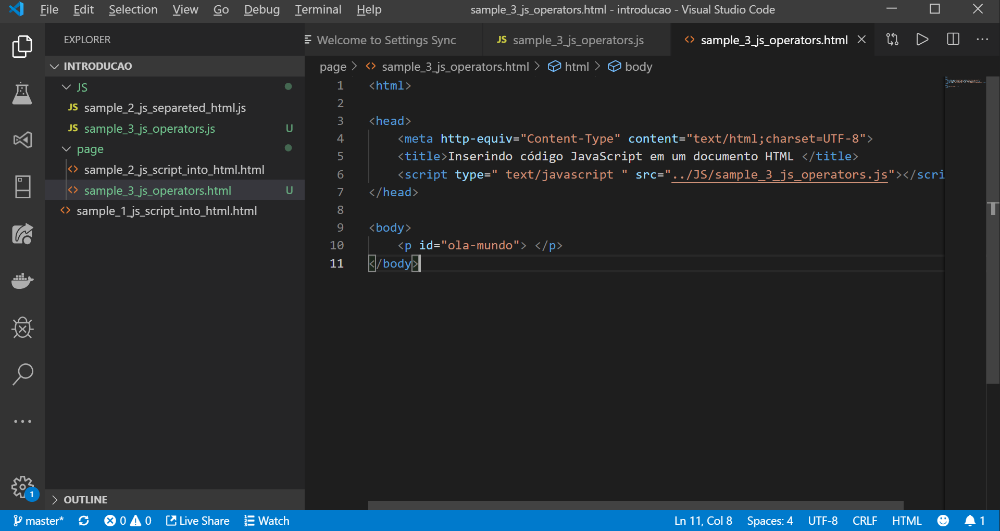 File Edit Selection View Go Debug Terminal Help
sample_3_js_operators.html - introducao - Visual Studio Code
EXPLORER
INTRODUCAO
JS
JS sample_2_js_separeted_html.js
JS sample_3_js_operators.js U
page
<> sample_2_js_script_into_html.html
<> sample_3_js_operators.html U
<> sample_1_js_script_into_html.html
OUTLINE
1
Welcome to Settings Sync
JS sample_3_js_operators.js
<> sample_3_js_operators.html
page > <> sample_3_js_operators.html > html > body
1 <html>
2
3 <head>
4 <meta http-equiv="Content-Type" content="text/html;charset=UTF-8">
5 <title>Inserindo código JavaScript em um documento HTML </title>
6 <script type=" text/javascript " src="../JS/sample_3_js_operators.js"></scri
7 </head>
8
9 <body>
10 <p id="ola-mundo"> </p>
11 </body>
master* 0 0 Live Share Watch
Ln 11, Col 8 Spaces: 4 UTF-8 CRLF HTML 1